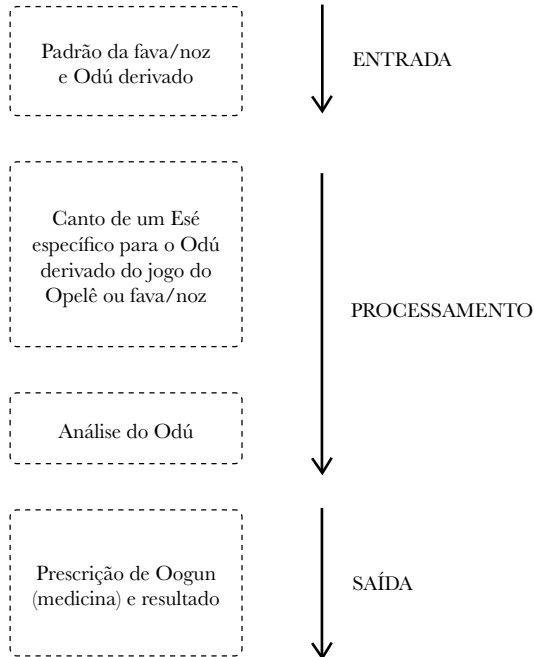 Padrão da fava/noz
e Odú derivado
ENTRADA
Canto de um Esé
específico para o Odú
derivado do jogo do
Opelê ou fava/noz
PROCESSAMENTO
Análise do Odú
Prescrição de Oogun
(medicina) e resultado
SAÍDA